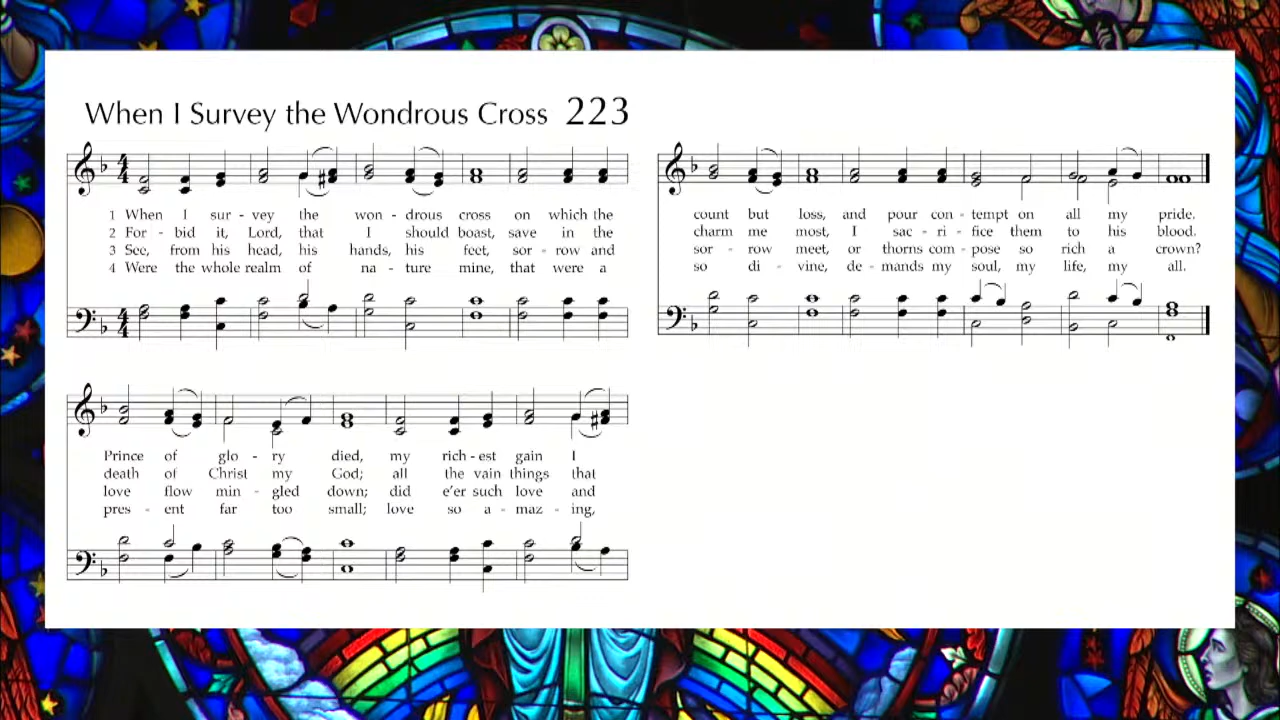 When I Survey the Wondrous Cross 223
1 When I sur - vey the won - drous cross on which the
2 For - bid it, Lord, that I should boast, save in the
3 See, from his head, his hands, his feet, sor - row and
4 Were the whole realm of na - ture mine, that were a
Prince of glo - ry died, my rich - est gain I
death of Christ my God; all the vain things that
love flow min - gled down; did e'er such love and
pres - ent far too small; love so a - maz - ing,
count but loss, and pour con - tempt on all my pride.
charm me most, I sac - ri - fice them to his blood.
sor - row meet, or thorns com - pose so rich a crown?
so di - vine, de - mands my soul, my life, my all.